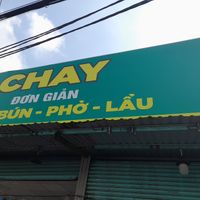 CHAY
ĐƠN GIẢN
BÚN - PHỞ - LẨU